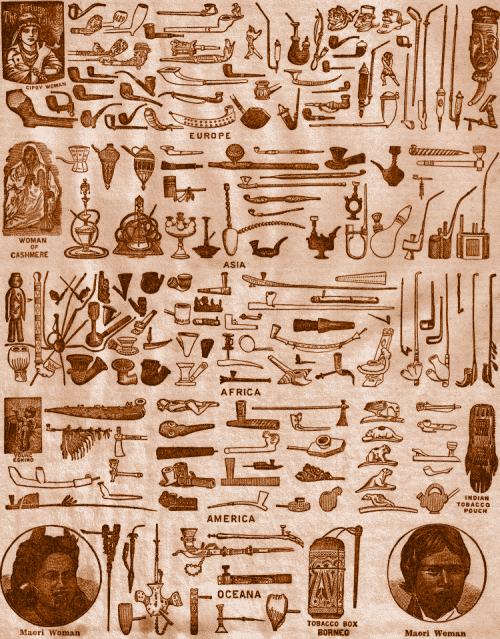 The Fortune
Teller
GIPSY WOMAN
EUROPE
WOMAN
OF
CASHMERE
ASIA
AFRICA
YOUNG
ESKIMO
INDIAN
TOBACCO
POUCH
AMERICA
OCEANA
TOBACCO BOX
BORNEO
Maori Woman
Maori Woman